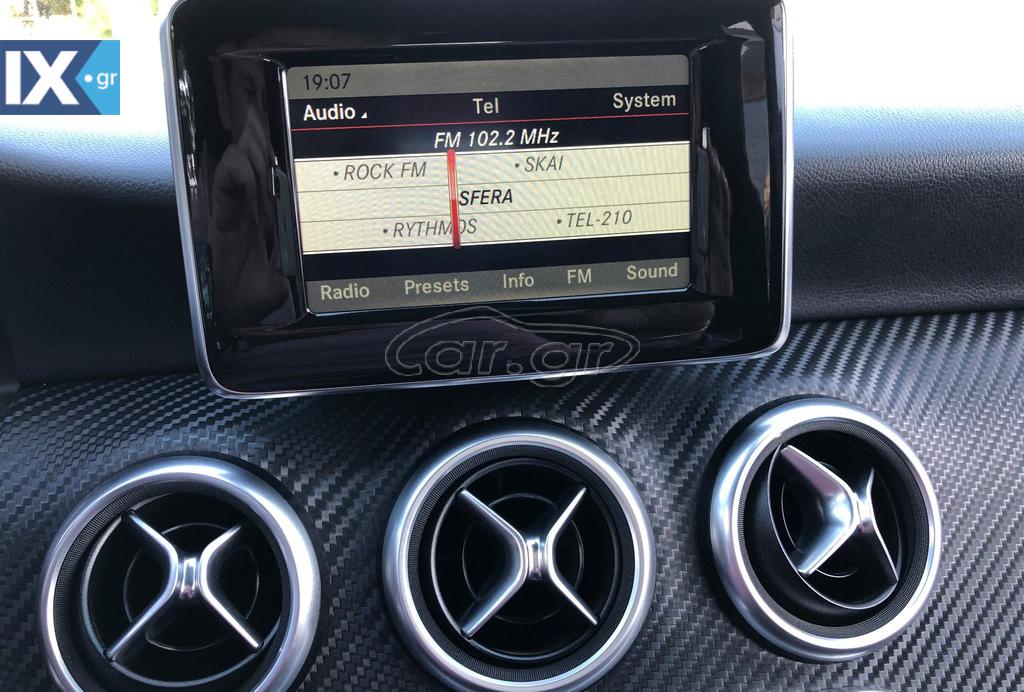 IX.gr
19:07
Audio Tel System
FM 102.2 MHz
• ROCK FM • SKAI
SFERA
• RYTHMOS • TEL-210
Radio Presets Info FM Sound
car.gr